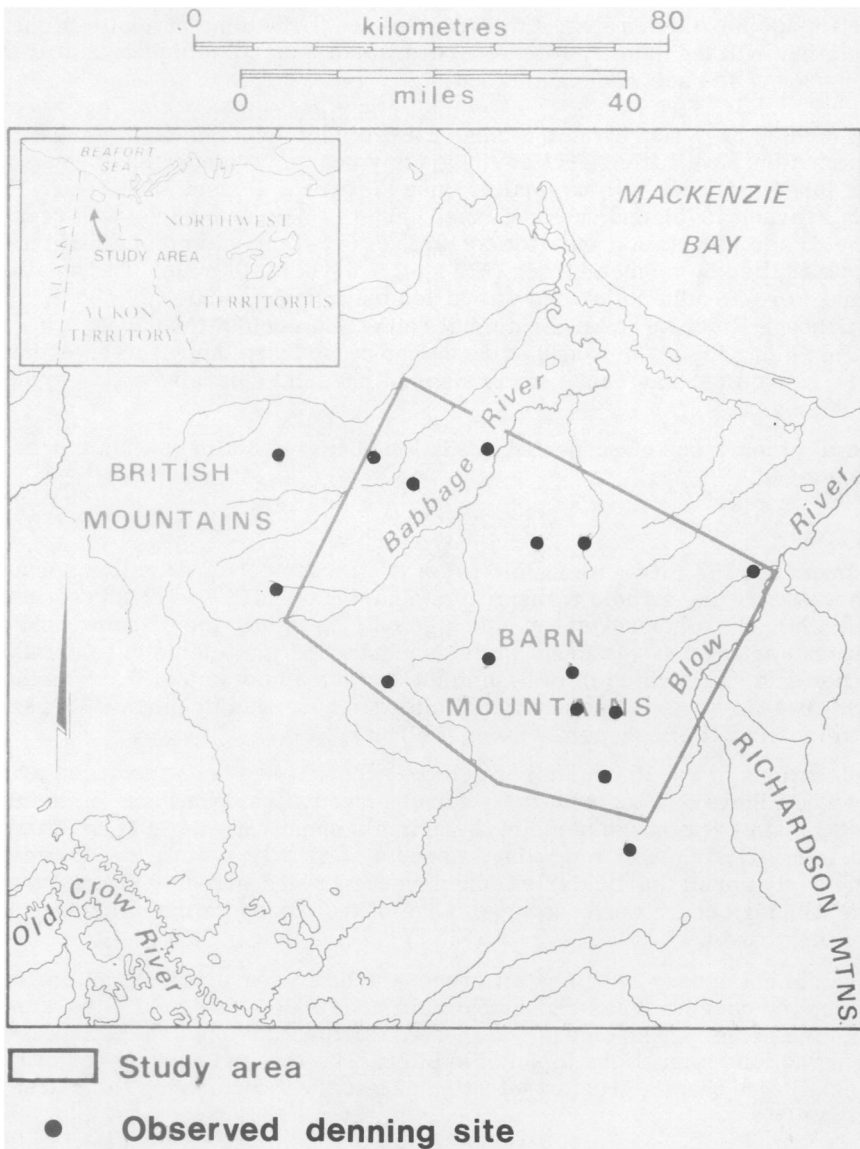 0 80
kilometres
0 40
miles
BEAFORT
SEA
NORTHWEST
STUDY AREA
TERRITORIES
YUKON
TERRITORY
MACKENZIE
BAY
BRITISH
MOUNTAINS
Babbage River
River
Blow
BARN
MOUNTAINS
RICHARDSON MTNS.
Old Crow River
Study area
Observed denning site